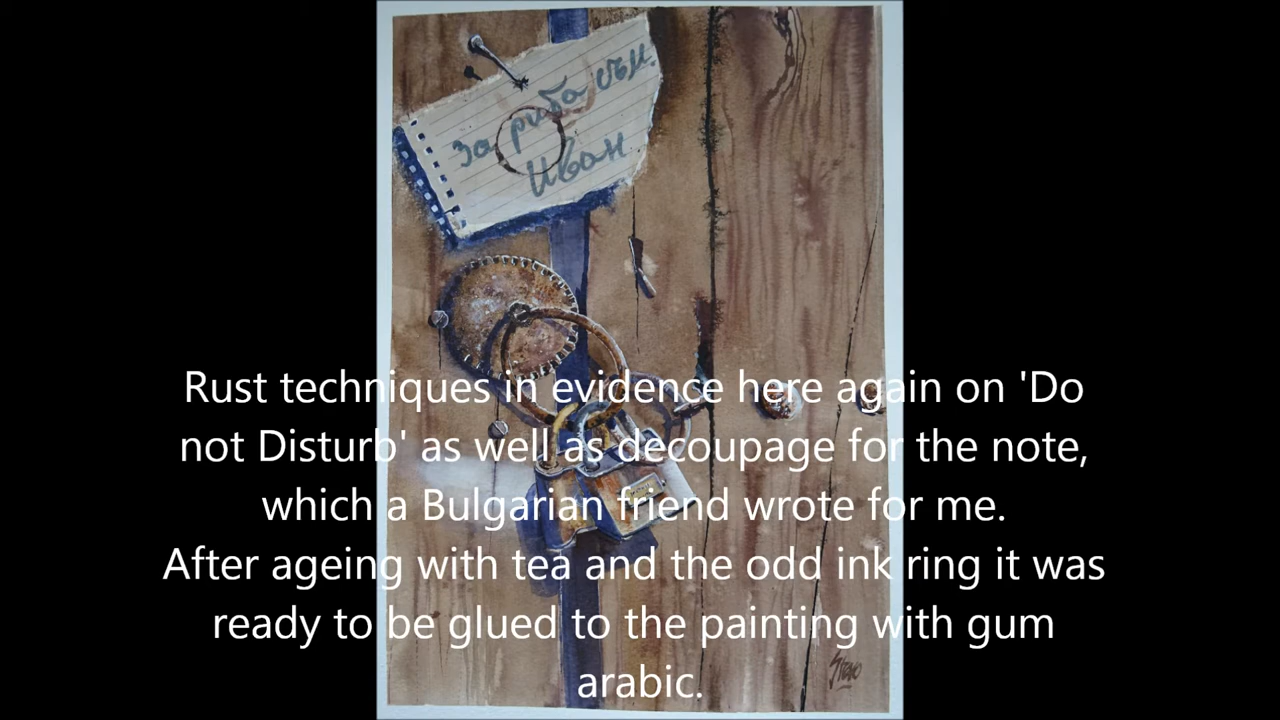 За риба съм.
Иван
Rust techniques in evidence here again on 'Do
not Disturb' as well as decoupage for the note,
which a Bulgarian friend wrote for me.
After ageing with tea and the odd ink ring it was
ready to be glued to the painting with gum
arabic.